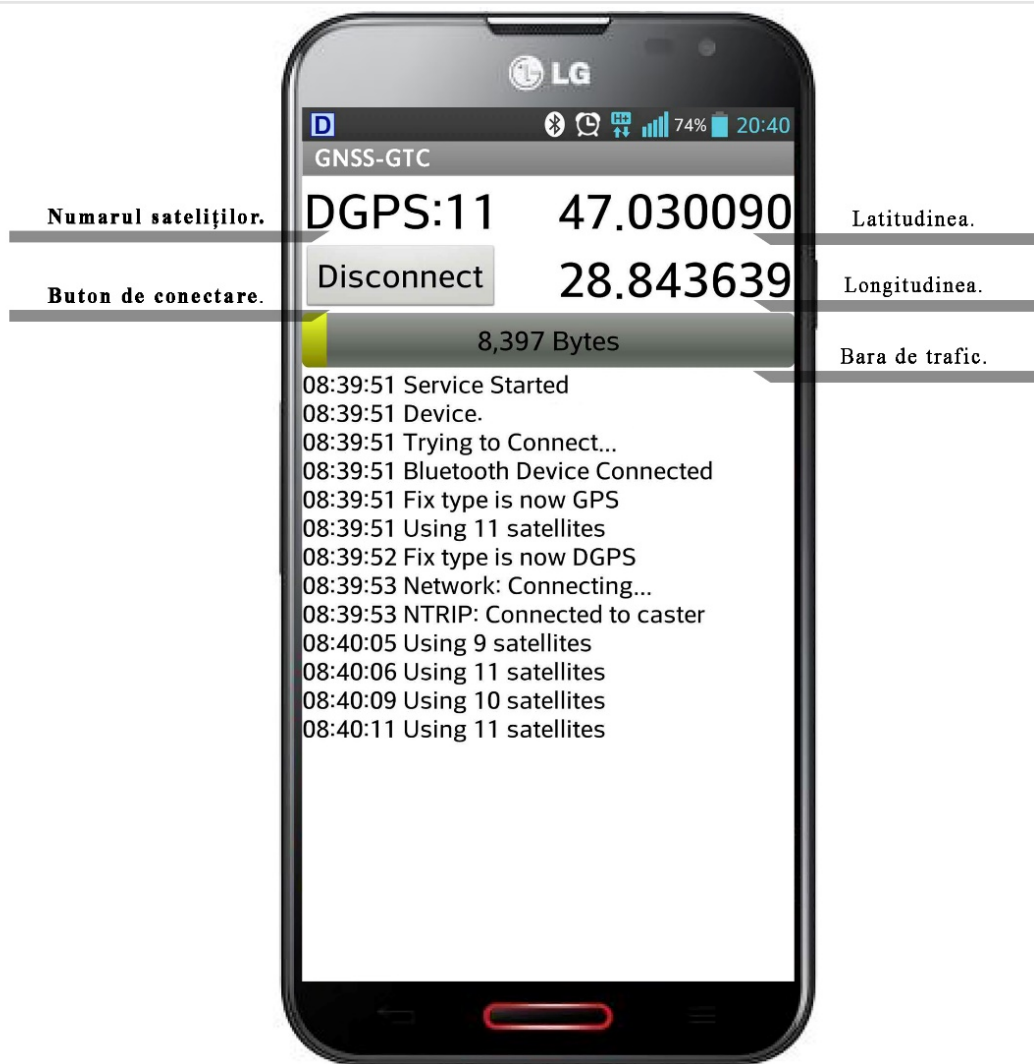 LG
D H+ 74% 20:40
GNSS-GTC
Numarul sateliților. DGPS:11 47.030090 Latitudinea.
Buton de conectare. Disconnect 28.843639 Longitudinea.
8,397 Bytes Bara de trafic.
08:39:51 Service Started
08:39:51 Device.
08:39:51 Trying to Connect...
08:39:51 Bluetooth Device Connected
08:39:51 Fix type is now GPS
08:39:51 Using 11 satellites
08:39:52 Fix type is now DGPS
08:39:53 Network: Connecting...
08:39:53 NTRIP: Connected to caster
08:40:05 Using 9 satellites
08:40:06 Using 11 satellites
08:40:09 Using 10 satellites
08:40:11 Using 11 satellites